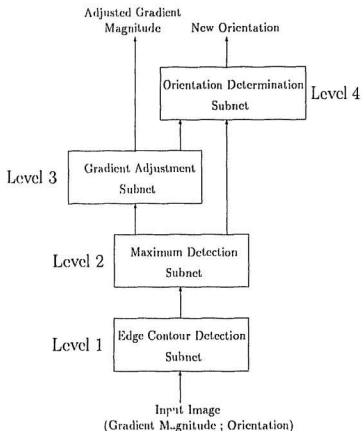 Adjusted Gradient
Magnitude
New Orientation
Orientation Determination
Subnet
Level 4
Level 3
Gradient Adjustment
Subnet
Level 2
Maximum Detection
Subnet
Level 1
Edge Contour Detection
Subnet
Input Image
(Gradient Magnitude ; Orientation)